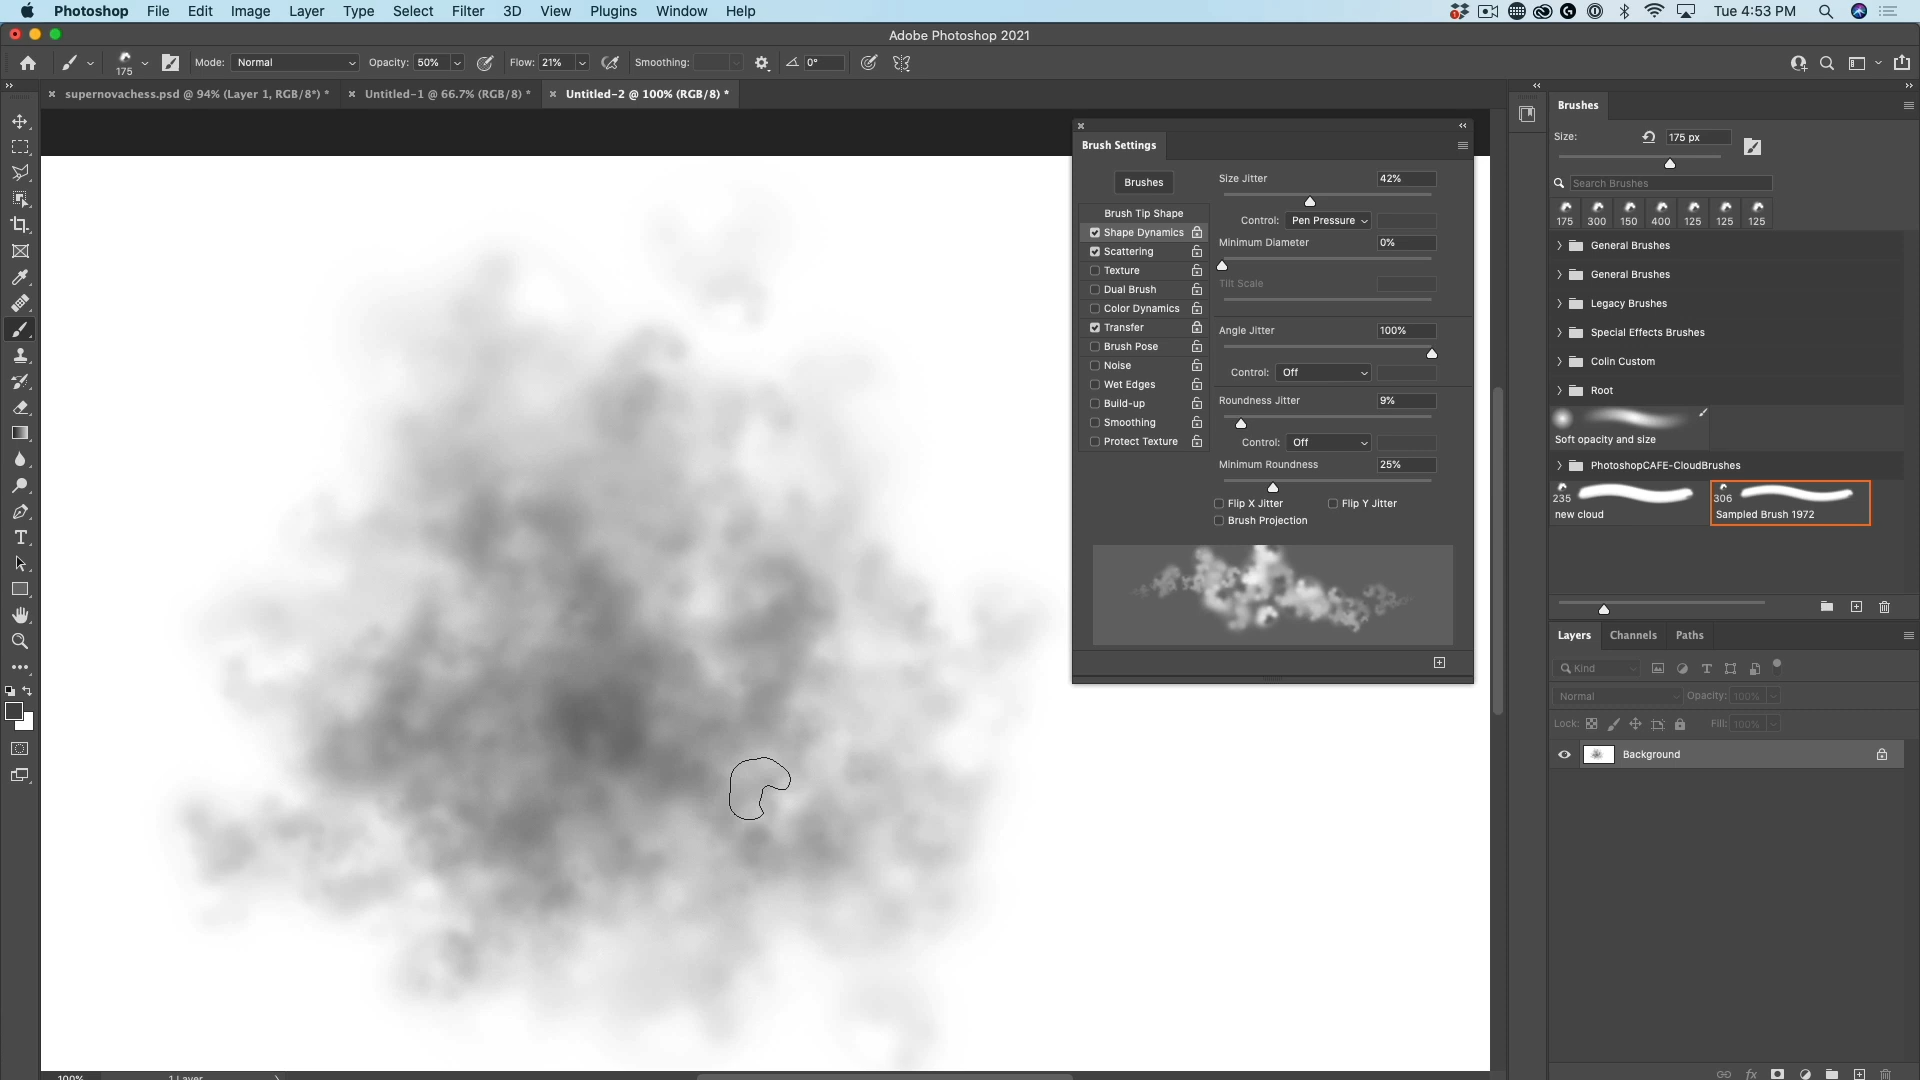 Photoshop File Edit Image Layer Type Select Filter 3D View Plugins Window Help Tue 4:53 PM
Adobe Photoshop 2021
175 Mode: Normal Opacity: 50% Flow: 21% Smoothing: 0°
supernovachess.psd @ 94% (Layer 1, RGB/8*) * Untitled-1 @ 66.7% (RGB/8) * Untitled-2 @ 100% (RGB/8) *
Brush Settings
Brushes
Brush Tip Shape
Shape Dynamics
Scattering
Texture
Dual Brush
Color Dynamics
Transfer
Brush Pose
Noise
Wet Edges
Build-up
Smoothing
Protect Texture
Size Jitter 42%
Control: Pen Pressure
Minimum Diameter 0%
Tilt Scale
Angle Jitter 100%
Control: Off
Roundness Jitter 9%
Control: Off
Minimum Roundness 25%
Flip X Jitter Flip Y Jitter
Brush Projection
Brushes
Size: 175 px
Search Brushes
175 300 150 400 125 125 125
General Brushes
General Brushes
Legacy Brushes
Special Effects Brushes
Colin Custom
Root
Soft opacity and size
PhotoshopCAFE-CloudBrushes
235 306
new cloud Sampled Brush 1972
Layers Channels Paths
Kind
Normal Opacity: 100%
Lock: Fill: 100%
Background
100% 1 Layer